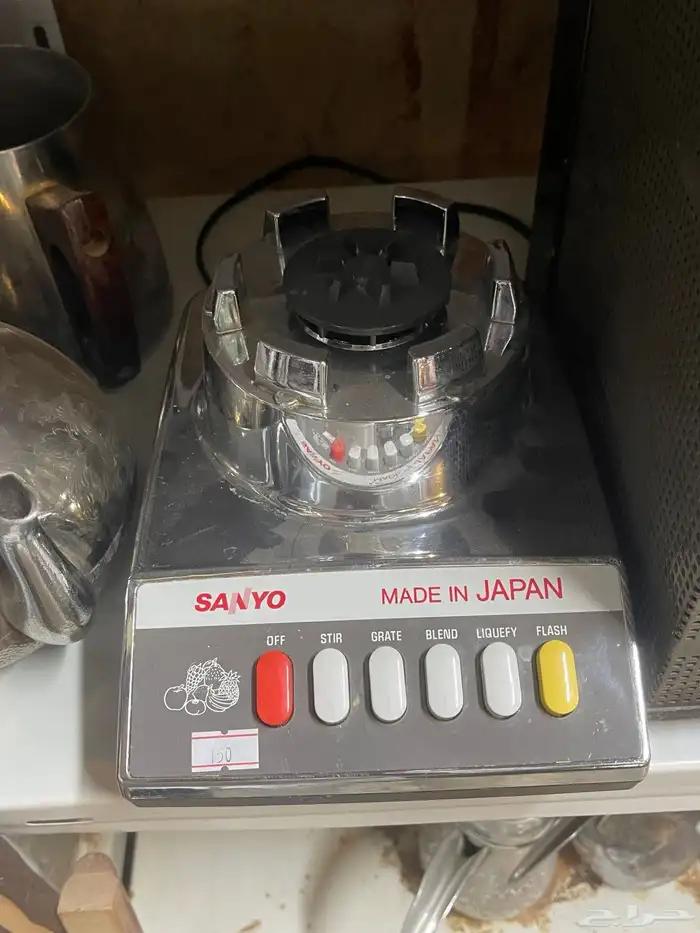 SANYO MADE IN JAPAN
OFF STIR GRATE BLEND LIQUEFY FLASH
150
حراج